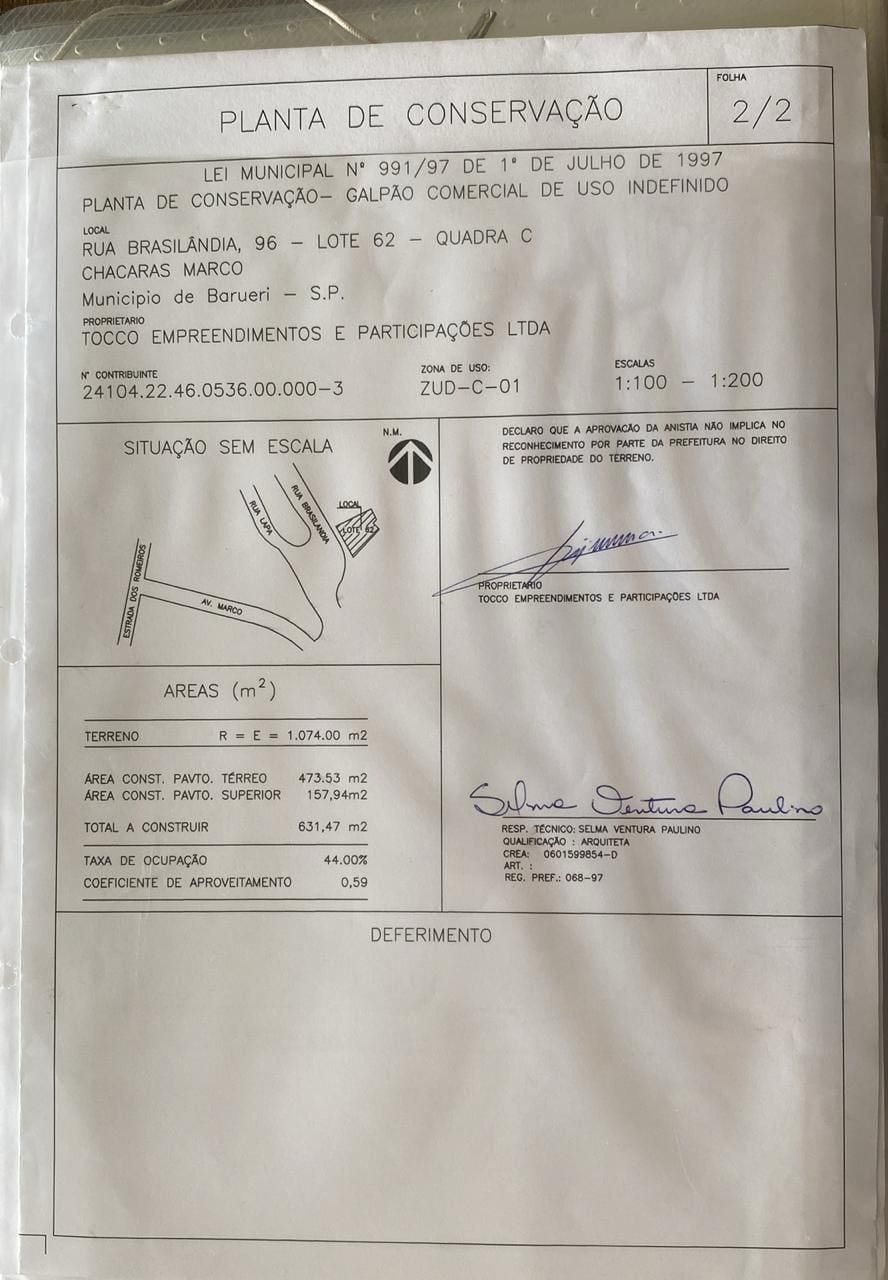 FOLHA
PLANTA DE CONSERVAÇÃO
2/2
LEI MUNICIPAL Nº 991/97 DE 1º DE JULHO DE 1997
PLANTA DE CONSERVAÇÃO- GALPÃO COMERCIAL DE USO INDEFINIDO
LOCAL
RUA BRASILÂNDIA, 96 - LOTE 62 - QUADRA C
CHACARAS MARCO
Municipio de Barueri - S.P.
PROPRIETARIO
TOCCO EMPREENDIMENTOS E PARTICIPAÇÕES LTDA
Nº CONTRIBUINTE
24104.22.46.0536.00.000-3
ZONA DE USO:
ZUD-C-01
ESCALAS
1:100 - 1:200
SITUAÇÃO SEM ESCALA
N.M.
RUA LAPA
RUA BRASILANDIA
LOCAL
LOTE 62
ESTRADA DOS ROMEIROS
AV. MARCO
DECLARO QUE A APROVACÃO DA ANISTIA NÃO IMPLICA NO
RECONHECIMENTO POR PARTE DA PREFEITURA NO DIREITO
DE PROPRIEDADE DO TERRENO.
PROPRIETARIO
TOCCO EMPREENDIMENTOS E PARTICIPAÇÕES LTDA
AREAS (m²)
TERRENO R = E = 1.074.00 m2
ÁREA CONST. PAVTO. TÉRREO 473.53 m2
ÁREA CONST. PAVTO. SUPERIOR 157,94m2
TOTAL A CONSTRUIR 631,47 m2
TAXA DE OCUPAÇÃO 44.00%
COEFICIENTE DE APROVEITAMENTO 0,59
Selma Ventura Paulino
RESP. TÉCNICO: SELMA VENTURA PAULINO
QUALIFICAÇÃO : ARQUITETA
CREA: 0601599854-D
ART. :
REG. PREF.: 068-97
DEFERIMENTO